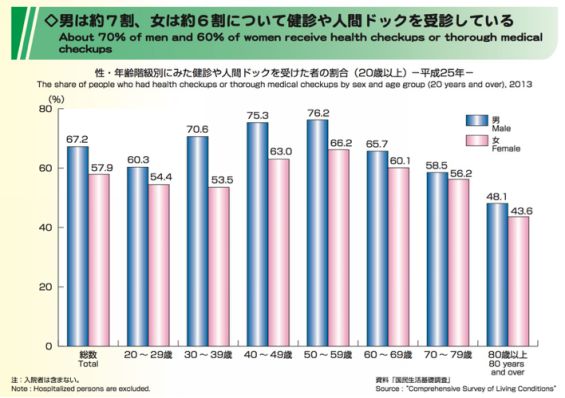 ◇男は約７割、女は約６割について健診や人間ドックを受診している
About 70% of men and 60% of women receive health checkups or thorough medical
checkups
性・年齢階級別にみた健診や人間ドックを受けた者の割合（20歳以上）－平成25年－
The share of people who had health checkups or thorough medical checkups by sex and age group (20 years and over), 2013
(%)
80
60
40
20
0
男
Male
女
Female
67.2
57.9
60.3
54.4
70.6
53.5
75.3
63.0
76.2
66.2
65.7
60.1
58.5
56.2
48.1
43.6
総数
Total
20～29歳
30～39歳
40～49歳
50～59歳
60～69歳
70～79歳
80歳以上
80 years
and over
注：入院者は含まない。
Note : Hospitalized persons are excluded.
資料「国民生活基礎調査」
Source : "Comprehensive Survey of Living Conditions"